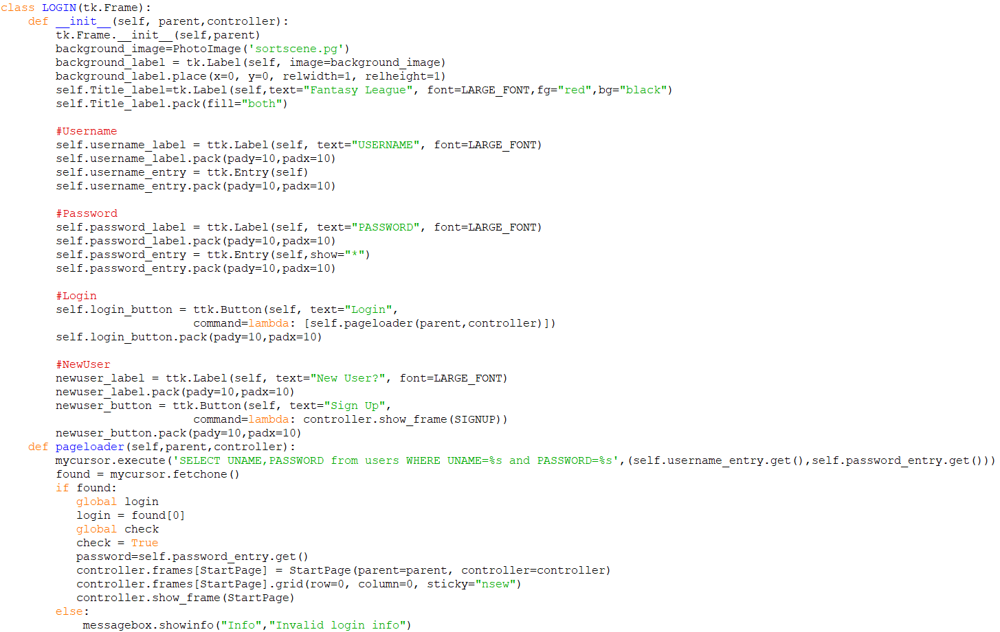 class LOGIN(tk.Frame):
    def __init__(self, parent,controller):
        tk.Frame.__init__(self,parent)
        background_image=PhotoImage('sortscene.pg')
        background_label = tk.Label(self, image=background_image)
        background_label.place(x=0, y=0, relwidth=1, relheight=1)
        self.Title_label=tk.Label(self,text="Fantasy League", font=LARGE_FONT,fg="red",bg="black")
        self.Title_label.pack(fill="both")

        #Username
        self.username_label = ttk.Label(self, text="USERNAME", font=LARGE_FONT)
        self.username_label.pack(pady=10,padx=10)
        self.username_entry = ttk.Entry(self)
        self.username_entry.pack(pady=10,padx=10)

        #Password
        self.password_label = ttk.Label(self, text="PASSWORD", font=LARGE_FONT)
        self.password_label.pack(pady=10,padx=10)
        self.password_entry = ttk.Entry(self,show="*")
        self.password_entry.pack(pady=10,padx=10)

        #Login
        self.login_button = ttk.Button(self, text="Login",
                            command=lambda: [self.pageloader(parent,controller)])
        self.login_button.pack(pady=10,padx=10)

        #NewUser
        newuser_label = ttk.Label(self, text="New User?", font=LARGE_FONT)
        newuser_label.pack(pady=10,padx=10)
        newuser_button = ttk.Button(self, text="Sign Up",
                            command=lambda: controller.show_frame(SIGNUP))
        newuser_button.pack(pady=10,padx=10)
    def pageloader(self,parent,controller):
        mycursor.execute('SELECT UNAME,PASSWORD from users WHERE UNAME=%s and PASSWORD=%s',(self.username_entry.get(),self.password_entry.get()))
        found = mycursor.fetchone()
        if found:
           global login
           login = found[0]
           global check
           check = True
           password=self.password_entry.get()
           controller.frames[StartPage] = StartPage(parent=parent, controller=controller)
           controller.frames[StartPage].grid(row=0, column=0, sticky="nsew")
           controller.show_frame(StartPage)
        else:
            messagebox.showinfo("Info","Invalid login info")